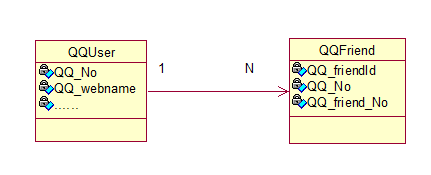 QQUser
QQ_No
QQ_webname
......
1
N
QQFriend
QQ_friendId
QQ_No
QQ_friend_No